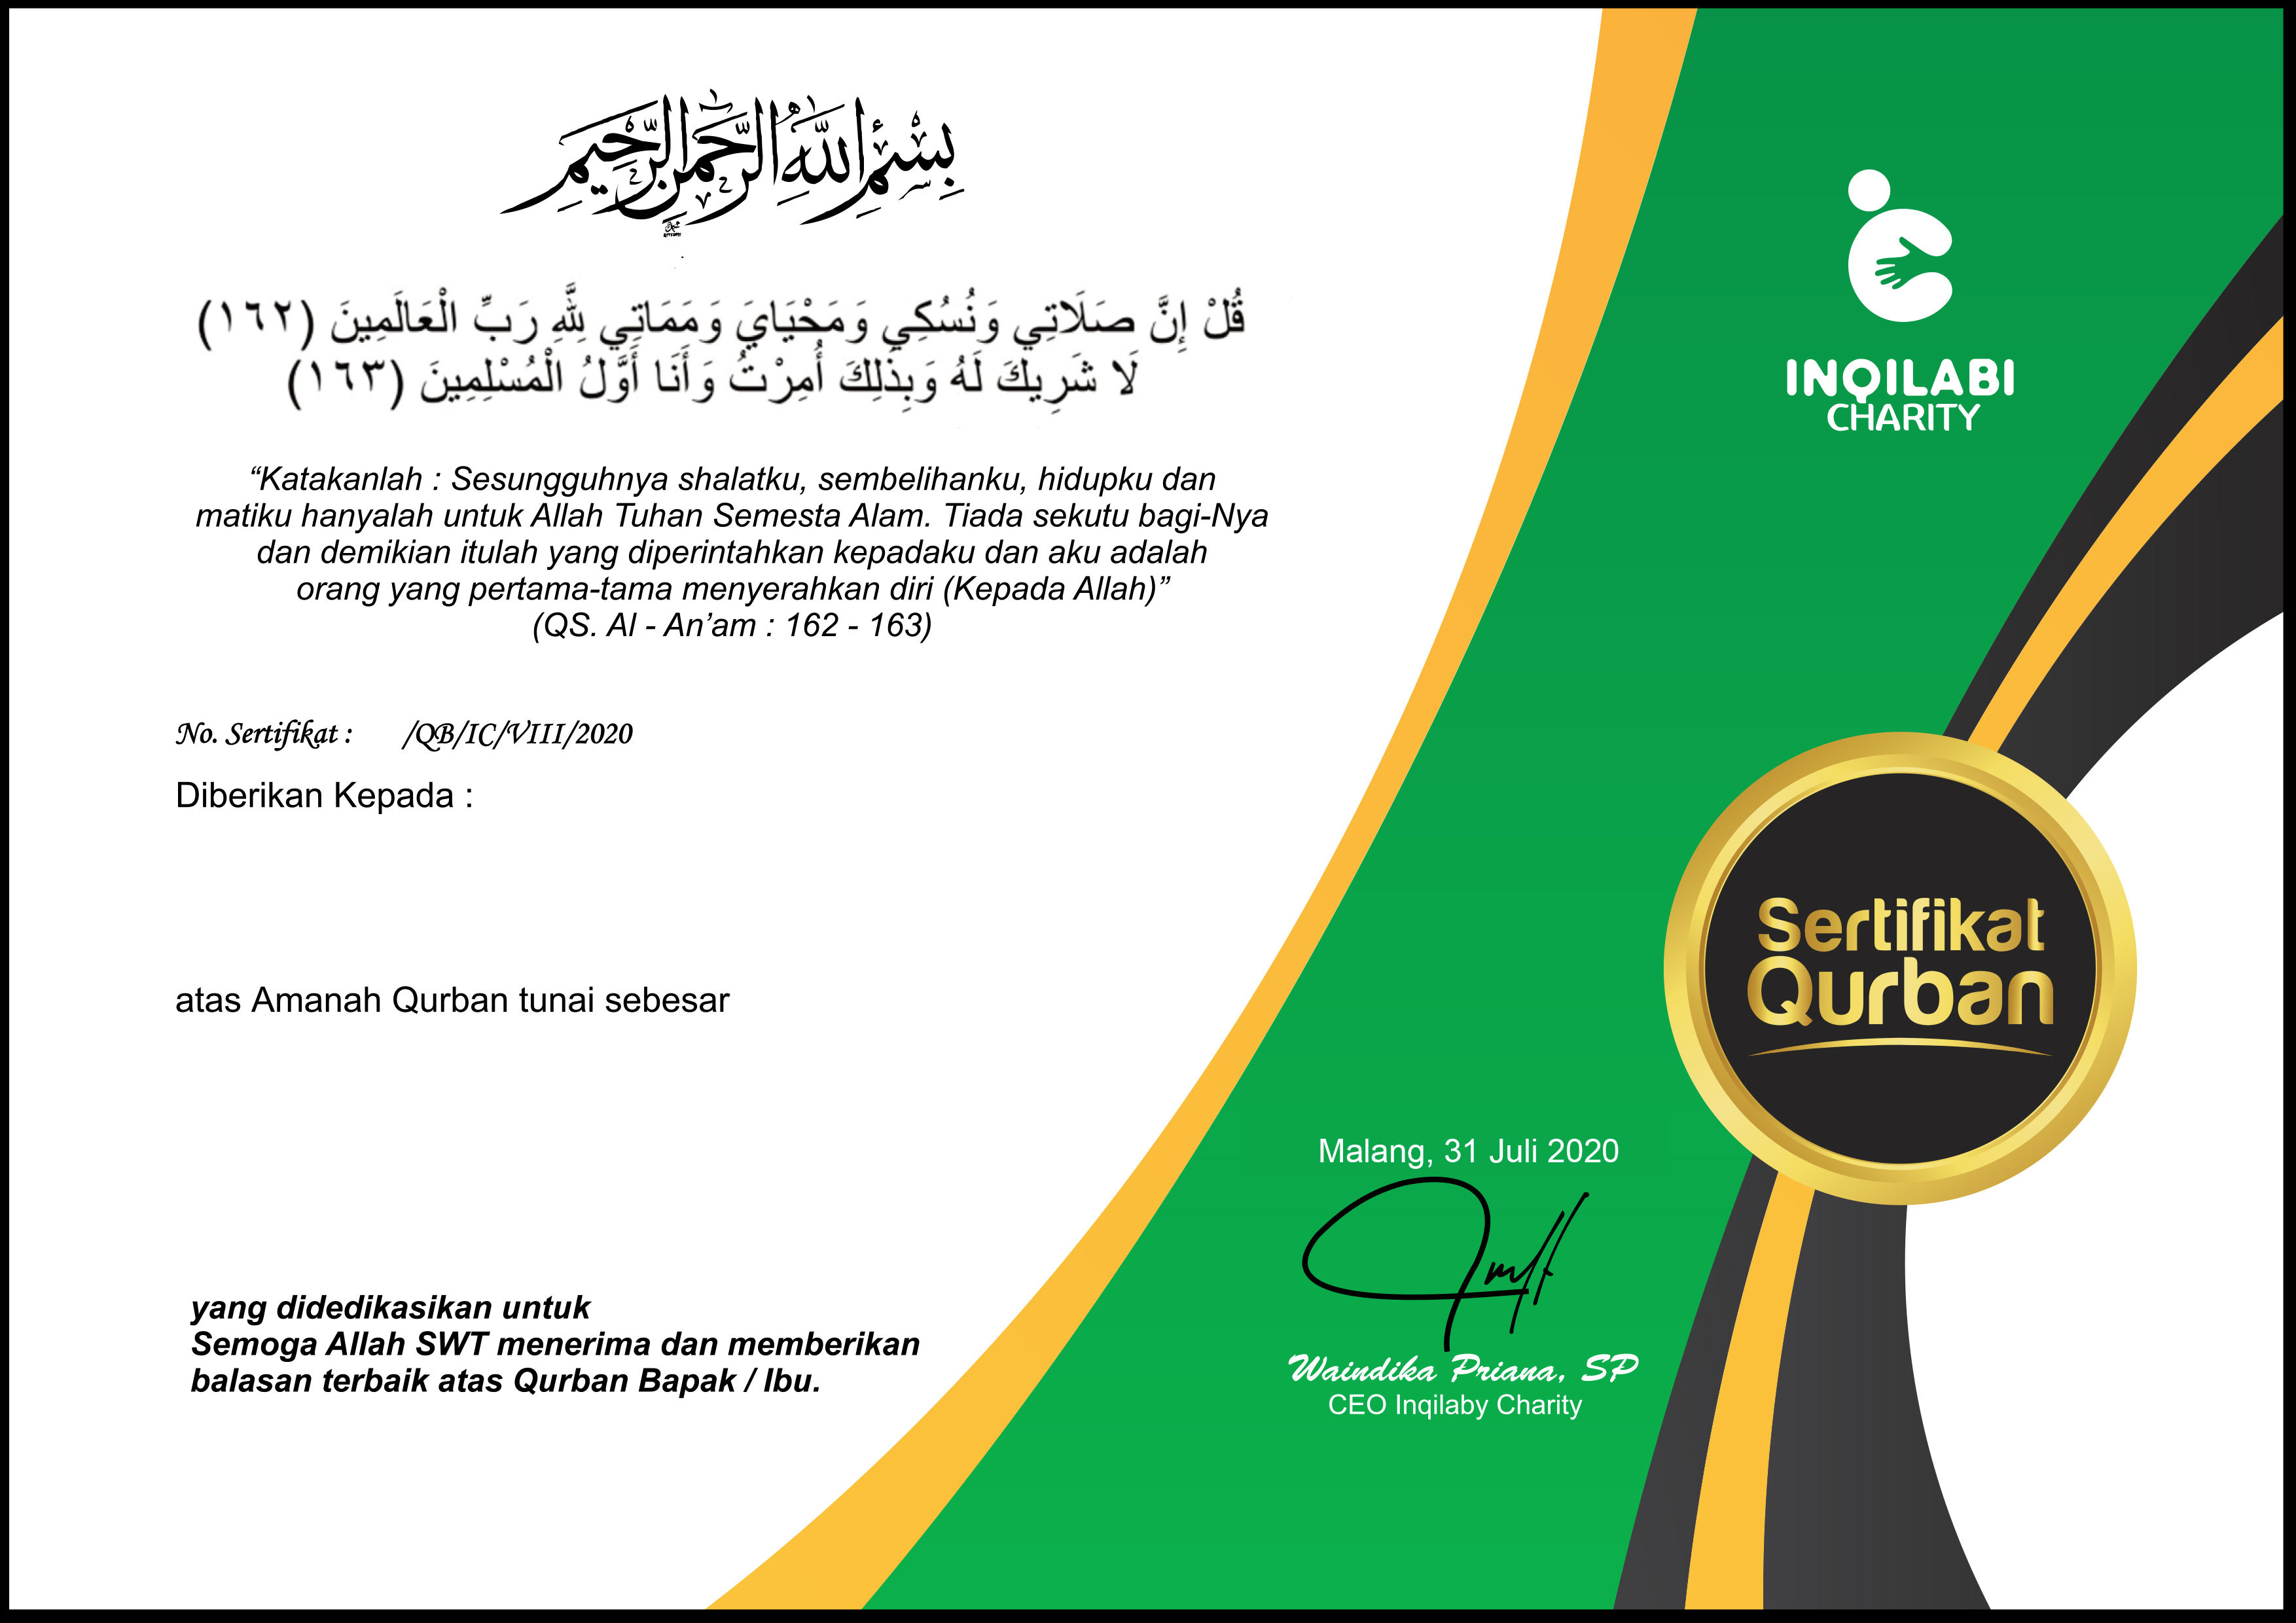 بِسْمِ اللَّهِ الرَّحْمَٰنِ الرَّحِيمِ
قُلْ إِنَّ صَلَاتِي وَنُسُكِي وَمَحْيَايَ وَمَمَاتِي لِلَّهِ رَبِّ الْعَالَمِينَ (١٦٢)
لَا شَرِيكَ لَهُ وَبِذَلِكَ أُمِرْتُ وَأَنَا أَوَّلُ الْمُسْلِمِينَ (١٦٣)
“Katakanlah : Sesungguhnya shalatku, sembelihanku, hidupku dan
matiku hanyalah untuk Allah Tuhan Semesta Alam. Tiada sekutu bagi-Nya
dan demikian itulah yang diperintahkan kepadaku dan aku adalah
orang yang pertama-tama menyerahkan diri (Kepada Allah)”
(QS. Al - An’am : 162 - 163)
No. Sertifikat : /QB/IC/VIII/2020
Diberikan Kepada :
atas Amanah Qurban tunai sebesar
yang didedikasikan untuk
Semoga Allah SWT menerima dan memberikan
balasan terbaik atas Qurban Bapak / Ibu.
INQILABI
CHARITY
Sertifikat
Qurban
Malang, 31 Juli 2020
Waindika Priana, SP
CEO Inqilaby Charity